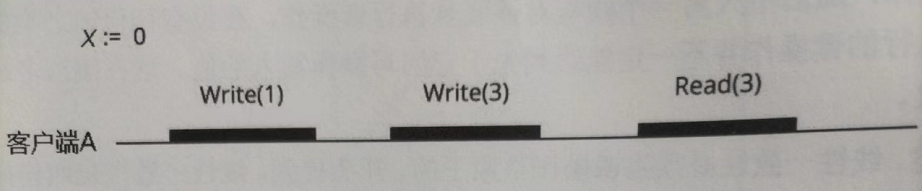 X := 0
Write(1) Write(3) Read(3)
客户端A